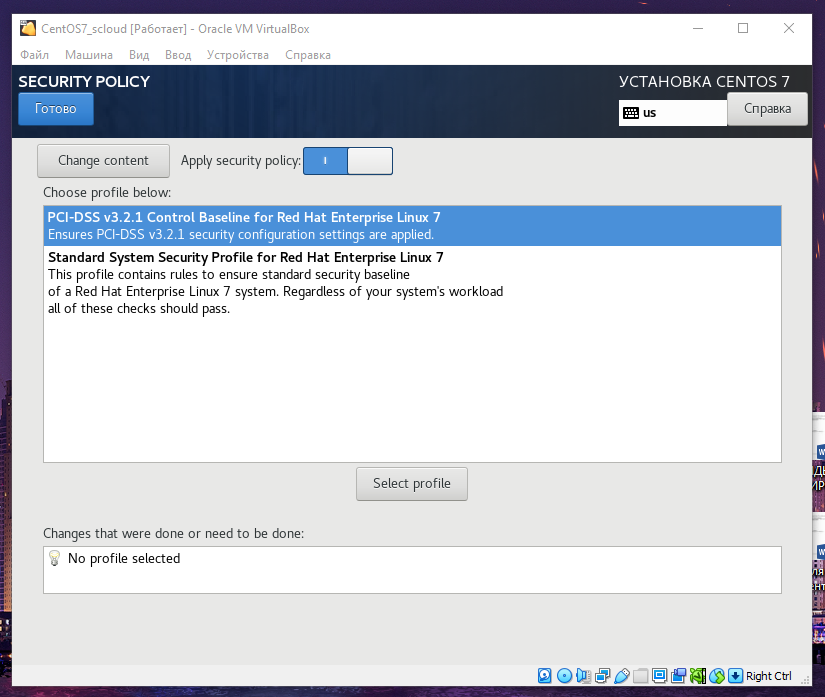 CentOS7_scloud [Работает] - Oracle VM VirtualBox
Файл Машина Вид Ввод Устройства Справка
SECURITY POLICY
УСТАНОВКА CENTOS 7
Готово
us
Справка
Change content
Apply security policy:
Choose profile below:
PCI-DSS v3.2.1 Control Baseline for Red Hat Enterprise Linux 7
Ensures PCI-DSS v3.2.1 security configuration settings are applied.
Standard System Security Profile for Red Hat Enterprise Linux 7
This profile contains rules to ensure standard security baseline
of a Red Hat Enterprise Linux 7 system. Regardless of your system's workload
all of these checks should pass.
Select profile
Changes that were done or need to be done:
No profile selected
Right Ctrl